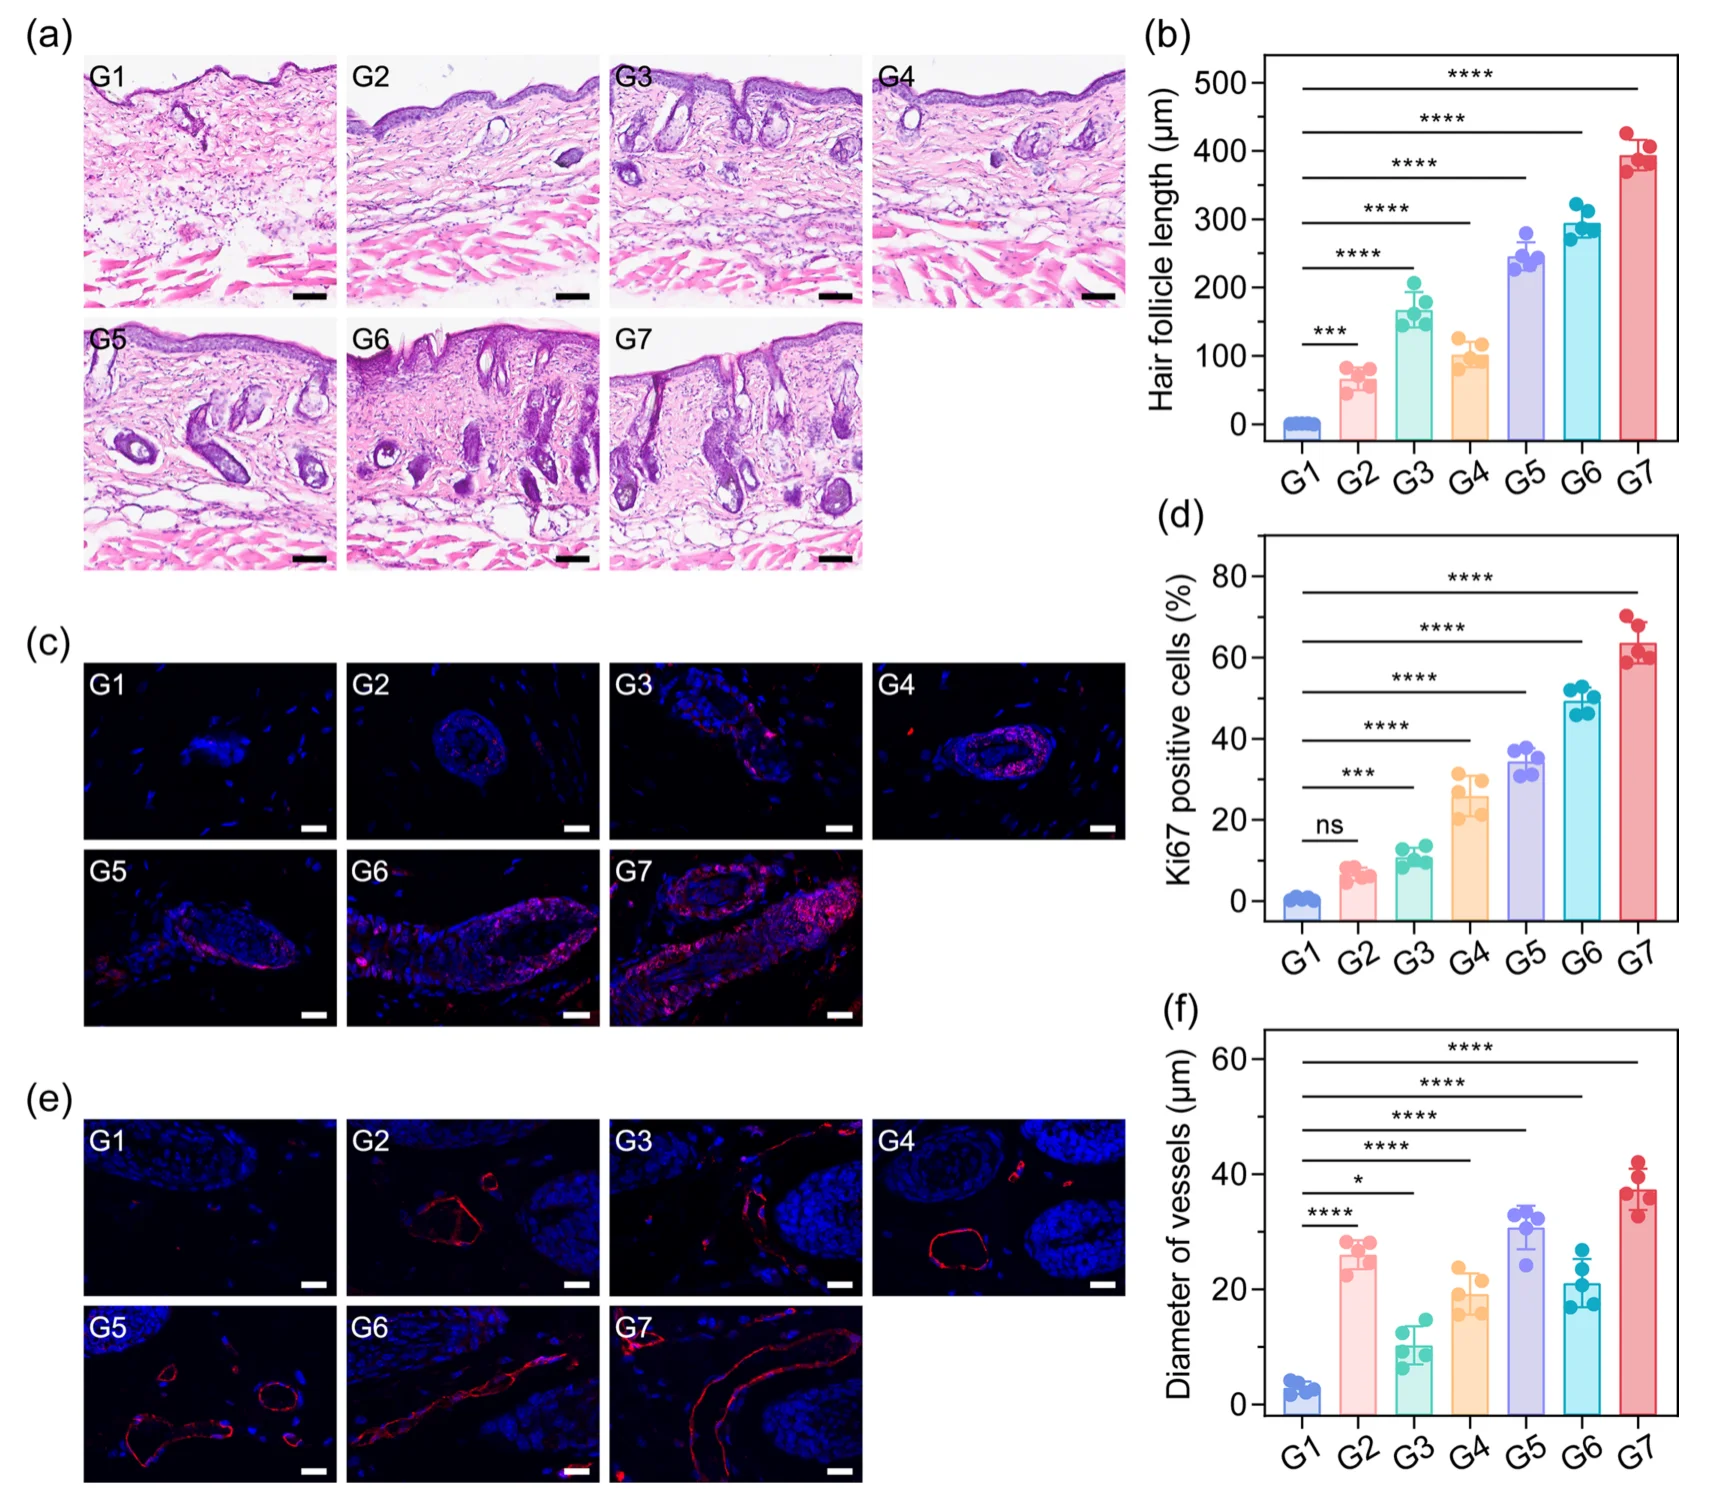 (a)
G1
G2
G3
G4
G5
G6
G7
(b)
Hair follicle length (μm)
500
400
300
200
100
0
****
****
****
****
****
***
G1
G2
G3
G4
G5
G6
G7
(c)
G1
G2
G3
G4
G5
G6
G7
(d)
Ki67 positive cells (%)
80
60
40
20
0
****
****
****
****
***
ns
G1
G2
G3
G4
G5
G6
G7
(e)
G1
G2
G3
G4
G5
G6
G7
(f)
Diameter of vessels (μm)
60
40
20
0
****
****
****
****
*
****
G1
G2
G3
G4
G5
G6
G7